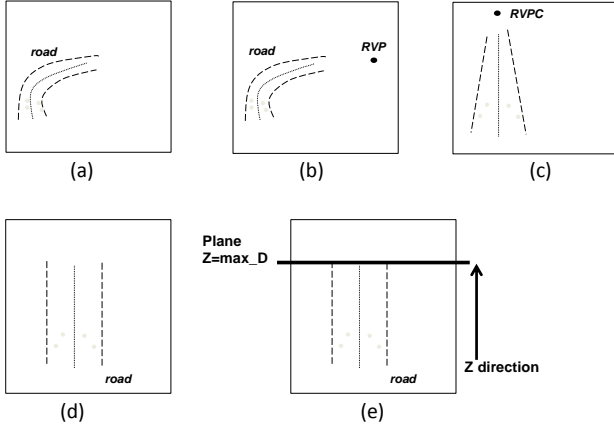 road
(a)
road
RVP
(b)
RVPC
(c)
road
(d)
Plane
Z=max_D
Z direction
road
(e)